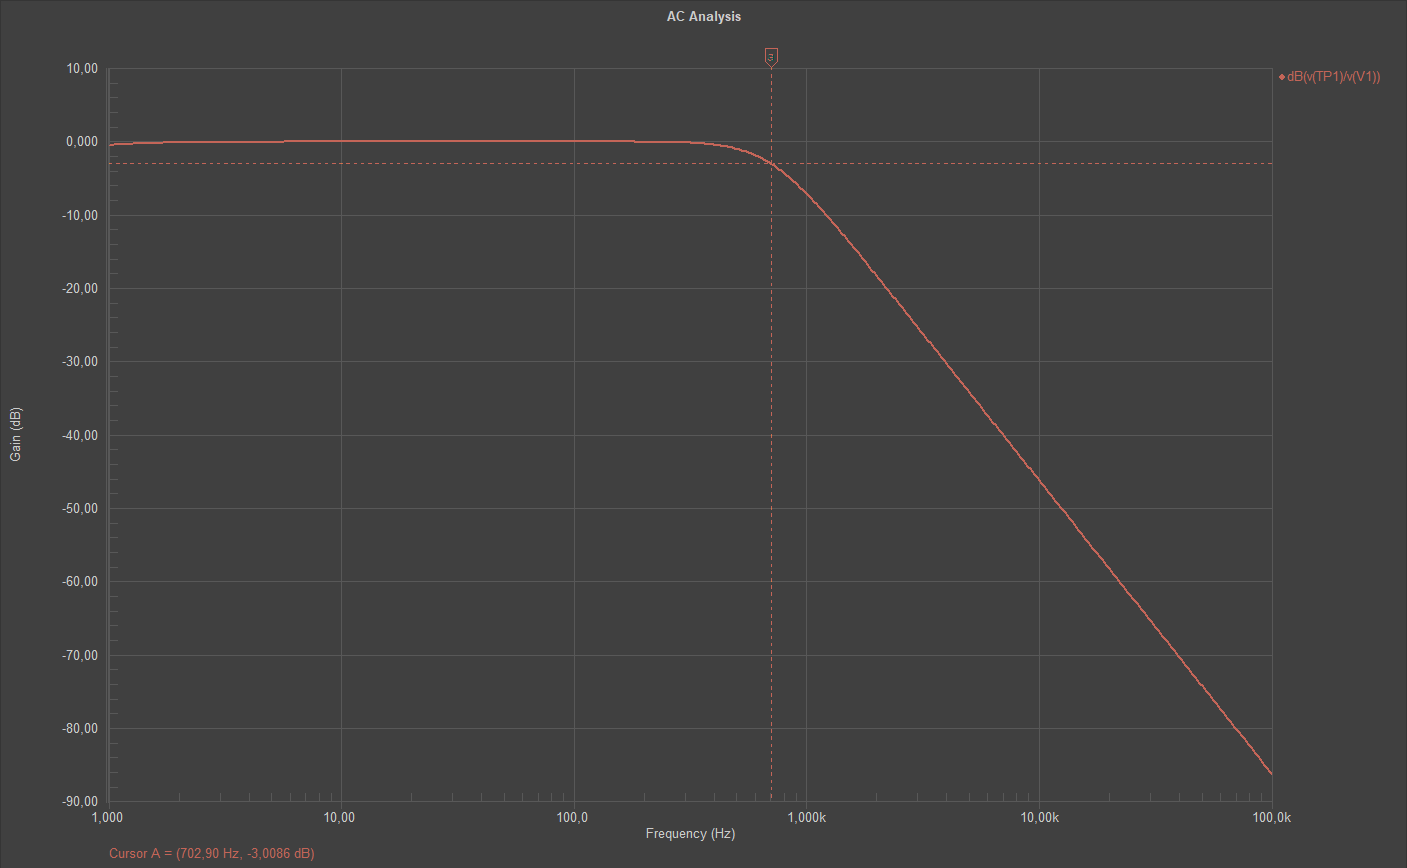 AC Analysis
10,00
0,000
-10,00
-20,00
-30,00
-40,00
-50,00
-60,00
-70,00
-80,00
-90,00
Gain (dB)
dB(v(TP1)/v(V1))
1,000
10,00
100,0
1,000k
10,00k
100,0k
Frequency (Hz)
Cursor A = (702,90 Hz, -3,0086 dB)